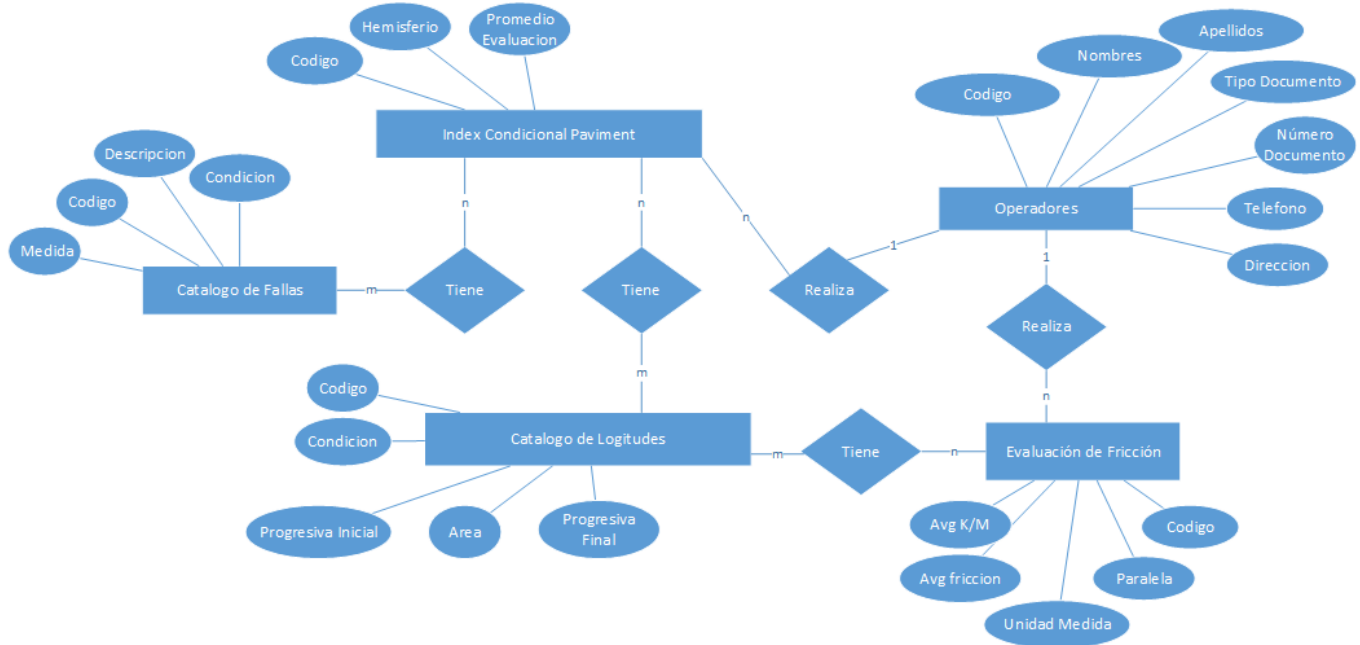 Promedio
Evaluacion
Hemisferio
Codigo
Apellidos
Nombres
Tipo Documento
Codigo
Index Condicional Paviment
Número
Documento
Descripcion
Condicion
Codigo
Medida
n
n
n
Operadores
Telefono
1
1
Direccion
Catalogo de Fallas
m
Tiene
Tiene
Realiza
Realiza
m
n
Codigo
Condicion
Catalogo de Logitudes
m
Tiene
n
Evaluación de Fricción
Progresiva Inicial
Area
Progresiva
Final
Avg K/M
Codigo
Avg friccion
Paralela
Unidad Medida